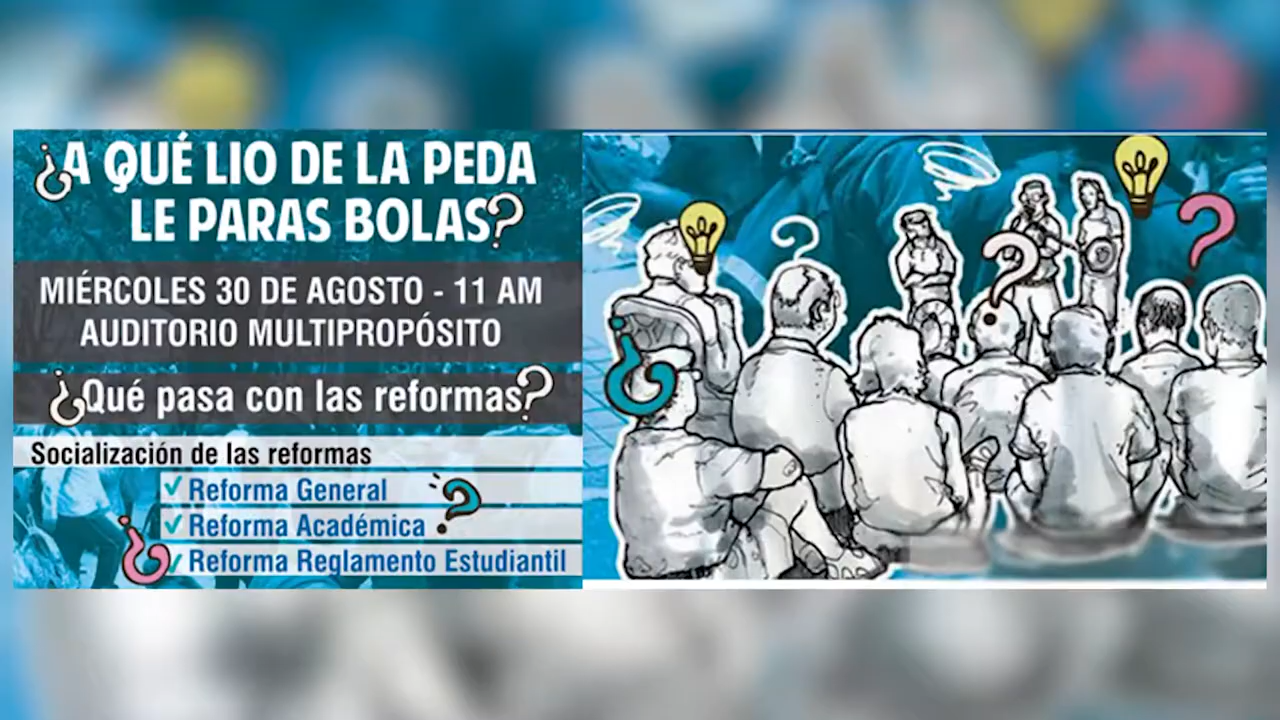 ¿A QUÉ LIO DE LA PEDA
LE PARAS BOLAS?
MIÉRCOLES 30 DE AGOSTO - 11 AM
AUDITORIO MULTIPROPÓSITO
¿Qué pasa con las reformas?
Socialización de las reformas
✓ Reforma General
✓ Reforma Académica
✓ Reforma Reglamento Estudiantil